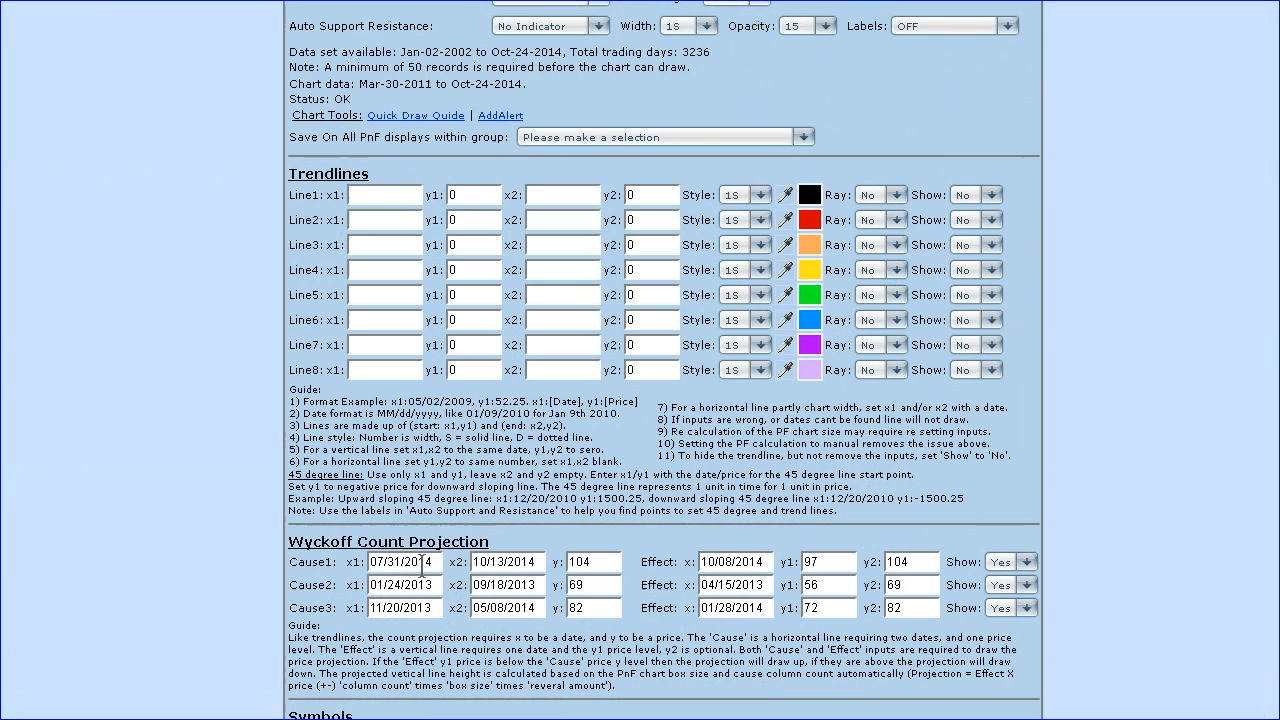 Auto Support Resistance: No Indicator Width: 1S Opacity: 15 Labels: OFF
Data set available: Jan-02-2002 to Oct-24-2014, Total trading days: 3236
Note: A minimum of 50 records is required before the chart can draw.
Chart data: Mar-30-2011 to Oct-24-2014.
Status: OK
Chart Tools: Quick Draw Guide | AddAlert
Save On All PnF displays within group: Please make a selection
Trendlines
Line1: x1: y1: 0 x2: y2: 0 Style: 1S Ray: No Show: No
Line2: x1: y1: 0 x2: y2: 0 Style: 1S Ray: No Show: No
Line3: x1: y1: 0 x2: y2: 0 Style: 1S Ray: No Show: No
Line4: x1: y1: 0 x2: y2: 0 Style: 1S Ray: No Show: No
Line5: x1: y1: 0 x2: y2: 0 Style: 1S Ray: No Show: No
Line6: x1: y1: 0 x2: y2: 0 Style: 1S Ray: No Show: No
Line7: x1: y1: 0 x2: y2: 0 Style: 1S Ray: No Show: No
Line8: x1: y1: 0 x2: y2: 0 Style: 1S Ray: No Show: No
Guide:
1) Format Example: x1:05/02/2009, y1:52.25. x1:[Date], y1:[Price]
2) Date format is MM/dd/yyyy, like 01/09/2010 for Jan 9th 2010.
3) Lines are made up of (start: x1,y1) and (end: x2,y2).
4) Line style: Number is width, S = solid line, D = dotted line.
5) For a vertical line set x1,x2 to the same date, y1,y2 to zero.
6) For a horizontal line set y1,y2 to same number, set x1,x2 blank.
7) For a horizontal line partly chart width, set x1 and/or x2 with a date.
8) If inputs are wrong, or dates cant be found line will not draw.
9) Re calculation of the PF chart size may require re setting inputs.
10) Setting the PF calculation to manual removes the issue above.
11) To hide the trendline, but not remove the inputs, set 'Show' to 'No'.
45 degree line: Use only x1 and y1, leave x2 and y2 empty. Enter x1/y1 with the date/price for the 45 degree line start point.
Set y1 to negative price for downward sloping line. The 45 degree line represents 1 unit in time for 1 unit in price.
Example: Upward sloping 45 degree line: x1:12/20/2010 y1:1500.25, downward sloping 45 degree line x1:12/20/2010 y1:-1500.25
Note: Use the labels in 'Auto Support and Resistance' to help you find points to set 45 degree and trend lines.
Wyckoff Count Projection
Cause1: x1: 07/31/2014 x2: 10/13/2014 y: 104 Effect: x: 10/08/2014 y1: 97 y2: 104 Show: Yes
Cause2: x1: 01/24/2013 x2: 09/18/2013 y: 69 Effect: x: 04/15/2013 y1: 56 y2: 69 Show: Yes
Cause3: x1: 11/20/2013 x2: 05/08/2014 y: 82 Effect: x: 01/28/2014 y1: 72 y2: 82 Show: Yes
Guide:
Like trendlines, the count projection requires x to be a date, and y to be a price. The 'Cause' is a horizontal line requiring two dates, and one price
level. The 'Effect' is a vertical line requires one date and the y1 price level, y2 is optional. Both 'Cause' and 'Effect' inputs are required to draw the
price projection. If the 'Effect' y1 price is below the 'Cause' price y level then the projection will draw up, if they are above the projection will draw
down. The projected vetical line height is calculated based on the PnF chart box size and cause column count automatically (Projection = Effect X
price (+-) 'column count' times 'box size' times 'reveral amount').
Symbols